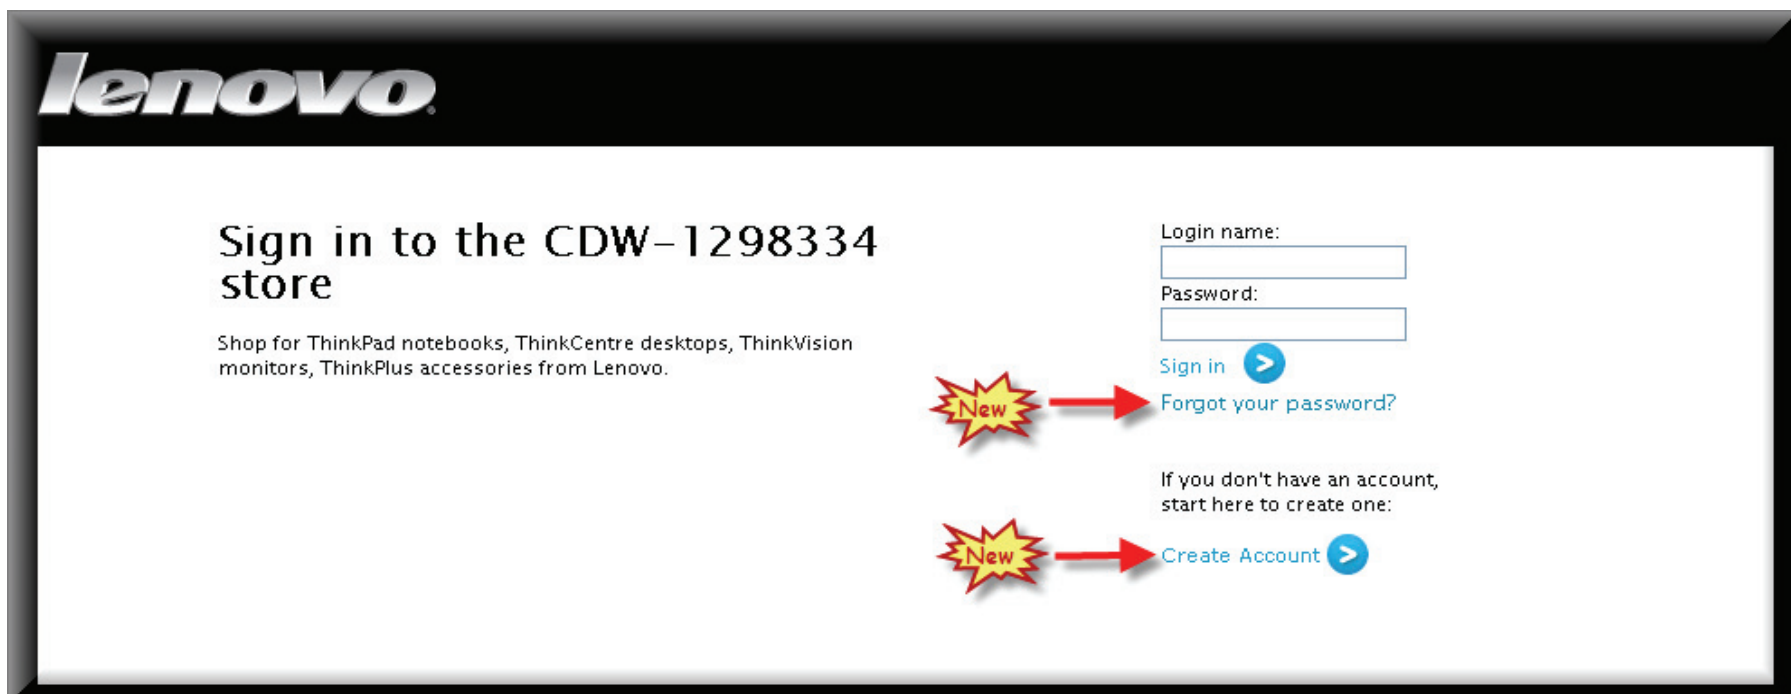 lenovo
Sign in to the CDW-1298334
store
Shop for ThinkPad notebooks, ThinkCentre desktops, ThinkVision
monitors, ThinkPlus accessories from Lenovo.
Login name:
Password:
Sign in
New
Forgot your password?
If you don't have an account,
start here to create one:
New
Create Account